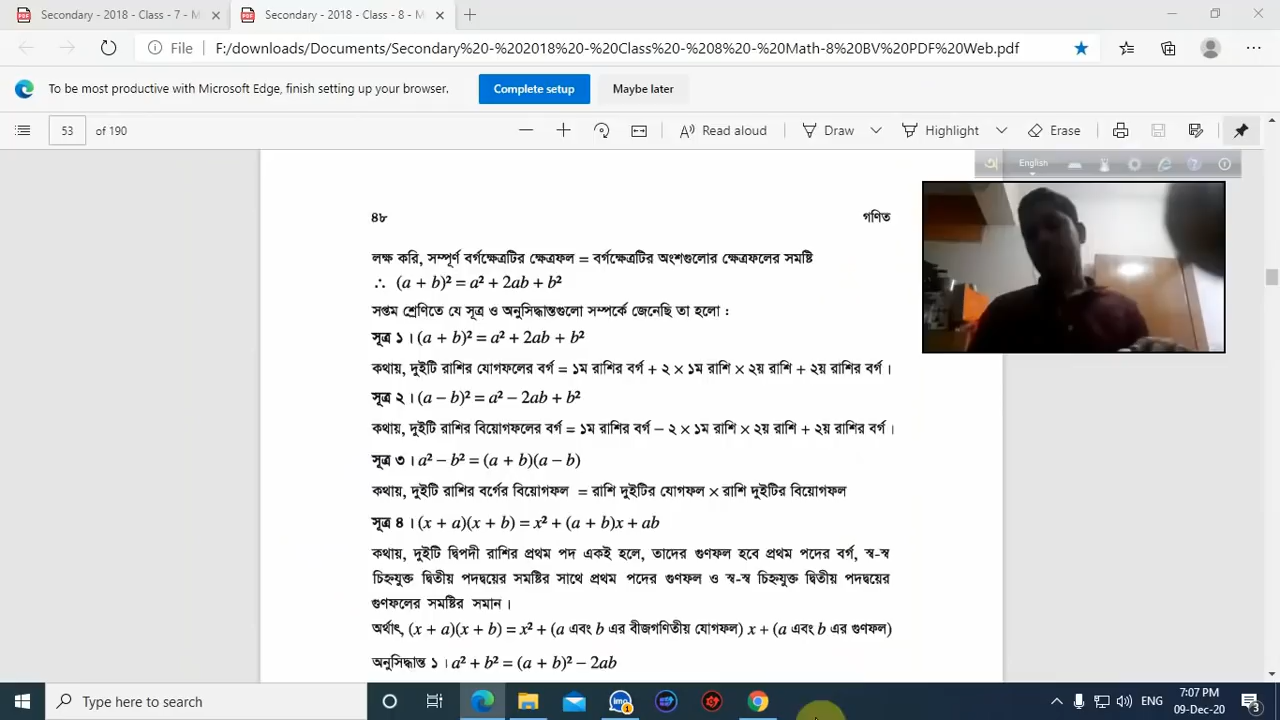 Secondary - 2018 - Class - 7 - M
Secondary - 2018 - Class - 8 - M
File
F:/downloads/Documents/Secondary%20-%202018%20-%20Class%20-%208%20-%20Math-8%20BV%20PDF%20Web.pdf
To be most productive with Microsoft Edge, finish setting up your browser.
Complete setup
Maybe later
53 of 190
Read aloud
Draw
Highlight
Erase
English
৪৮ গণিত
লক্ষ করি, সম্পূর্ণ বর্গক্ষেত্রটির ক্ষেত্রফল = বর্গক্ষেত্রটির অংশগুলোর ক্ষেত্রফলের সমষ্টি
∴ (a + b)² = a² + 2ab + b²
সপ্তম শ্রেণিতে যে সূত্র ও অনুসিদ্ধান্তগুলো সম্পর্কে জেনেছি তা হলো :
সূত্র ১ । (a + b)² = a² + 2ab + b²
কথায়, দুইটি রাশির যোগফলের বর্গ = ১ম রাশির বর্গ + ২ × ১ম রাশি × ২য় রাশি + ২য় রাশির বর্গ ।
সূত্র ২ । (a − b)² = a² − 2ab + b²
কথায়, দুইটি রাশির বিয়োগফলের বর্গ = ১ম রাশির বর্গ − ২ × ১ম রাশি × ২য় রাশি + ২য় রাশির বর্গ ।
সূত্র ৩ । a² − b² = (a + b)(a − b)
কথায়, দুইটি রাশির বর্গের বিয়োগফল = রাশি দুইটির যোগফল × রাশি দুইটির বিয়োগফল
সূত্র ৪ । (x + a)(x + b) = x² + (a + b)x + ab
কথায়, দুইটি দ্বিপদী রাশির প্রথম পদ একই হলে, তাদের গুণফল হবে প্রথম পদের বর্গ, স্ব-স্ব
চিহ্নযুক্ত দ্বিতীয় পদদ্বয়ের সমষ্টির সাথে প্রথম পদের গুণফল ও স্ব-স্ব চিহ্নযুক্ত দ্বিতীয় পদদ্বয়ের
গুণফলের সমষ্টির সমান ।
অর্থাৎ, (x + a)(x + b) = x² + (a এবং b এর বীজগণিতীয় যোগফল) x + (a এবং b এর গুণফল)
অনুসিদ্ধান্ত ১ । a² + b² = (a + b)² − 2ab
Type here to search
ENG
7:07 PM
09-Dec-20